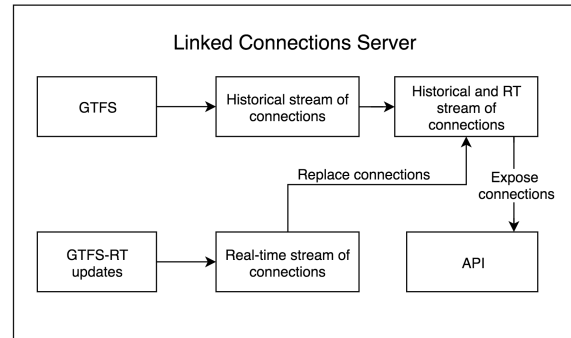 Linked Connections Server
GTFS
Historical stream of
connections
Historical and RT
stream of
connections
Replace connections
Expose
connections
GTFS-RT
updates
Real-time stream of
connections
API